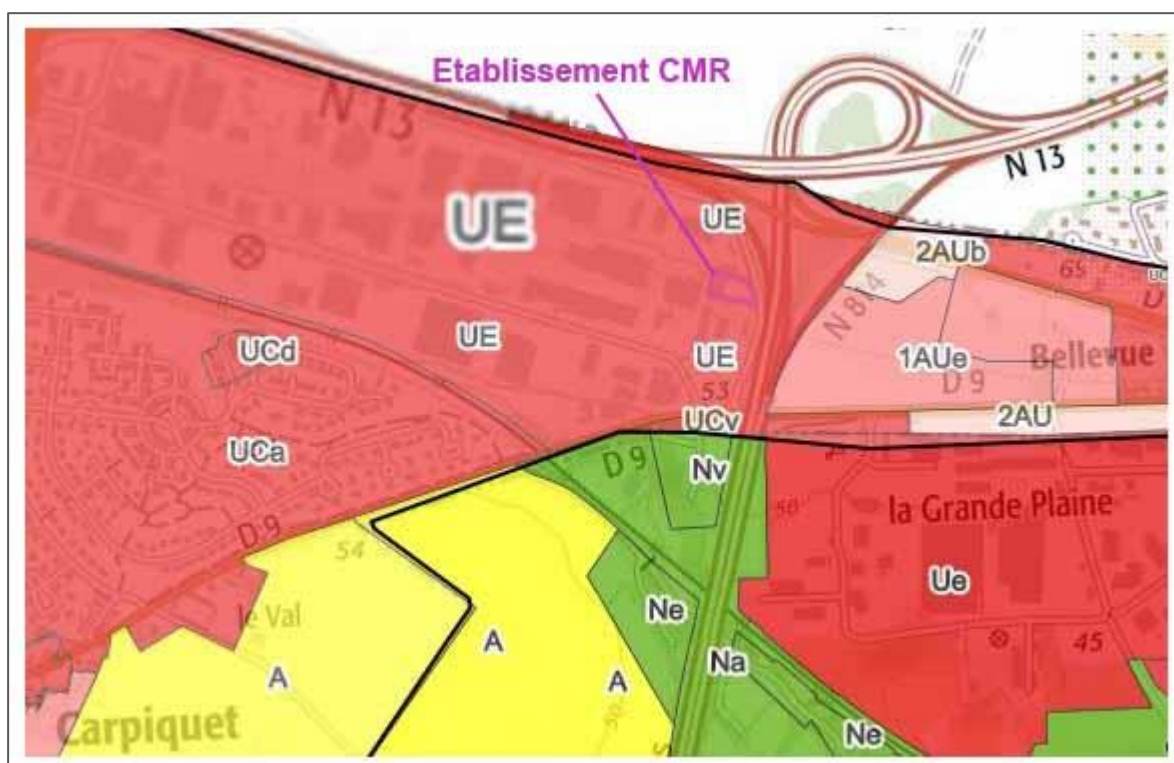 Etablissement CMR
N 13
N 13
UE
UE
2AUb
65
N 814
UCd
UE
UE
1AUe
Bellevue
D 9
53
UCv
2AU
UCa
D 9
Nv
50
la Grande Plaine
D 9
54
Ue
le Val
Ne
A
Na
45
A
A
Carpiquet
Ne